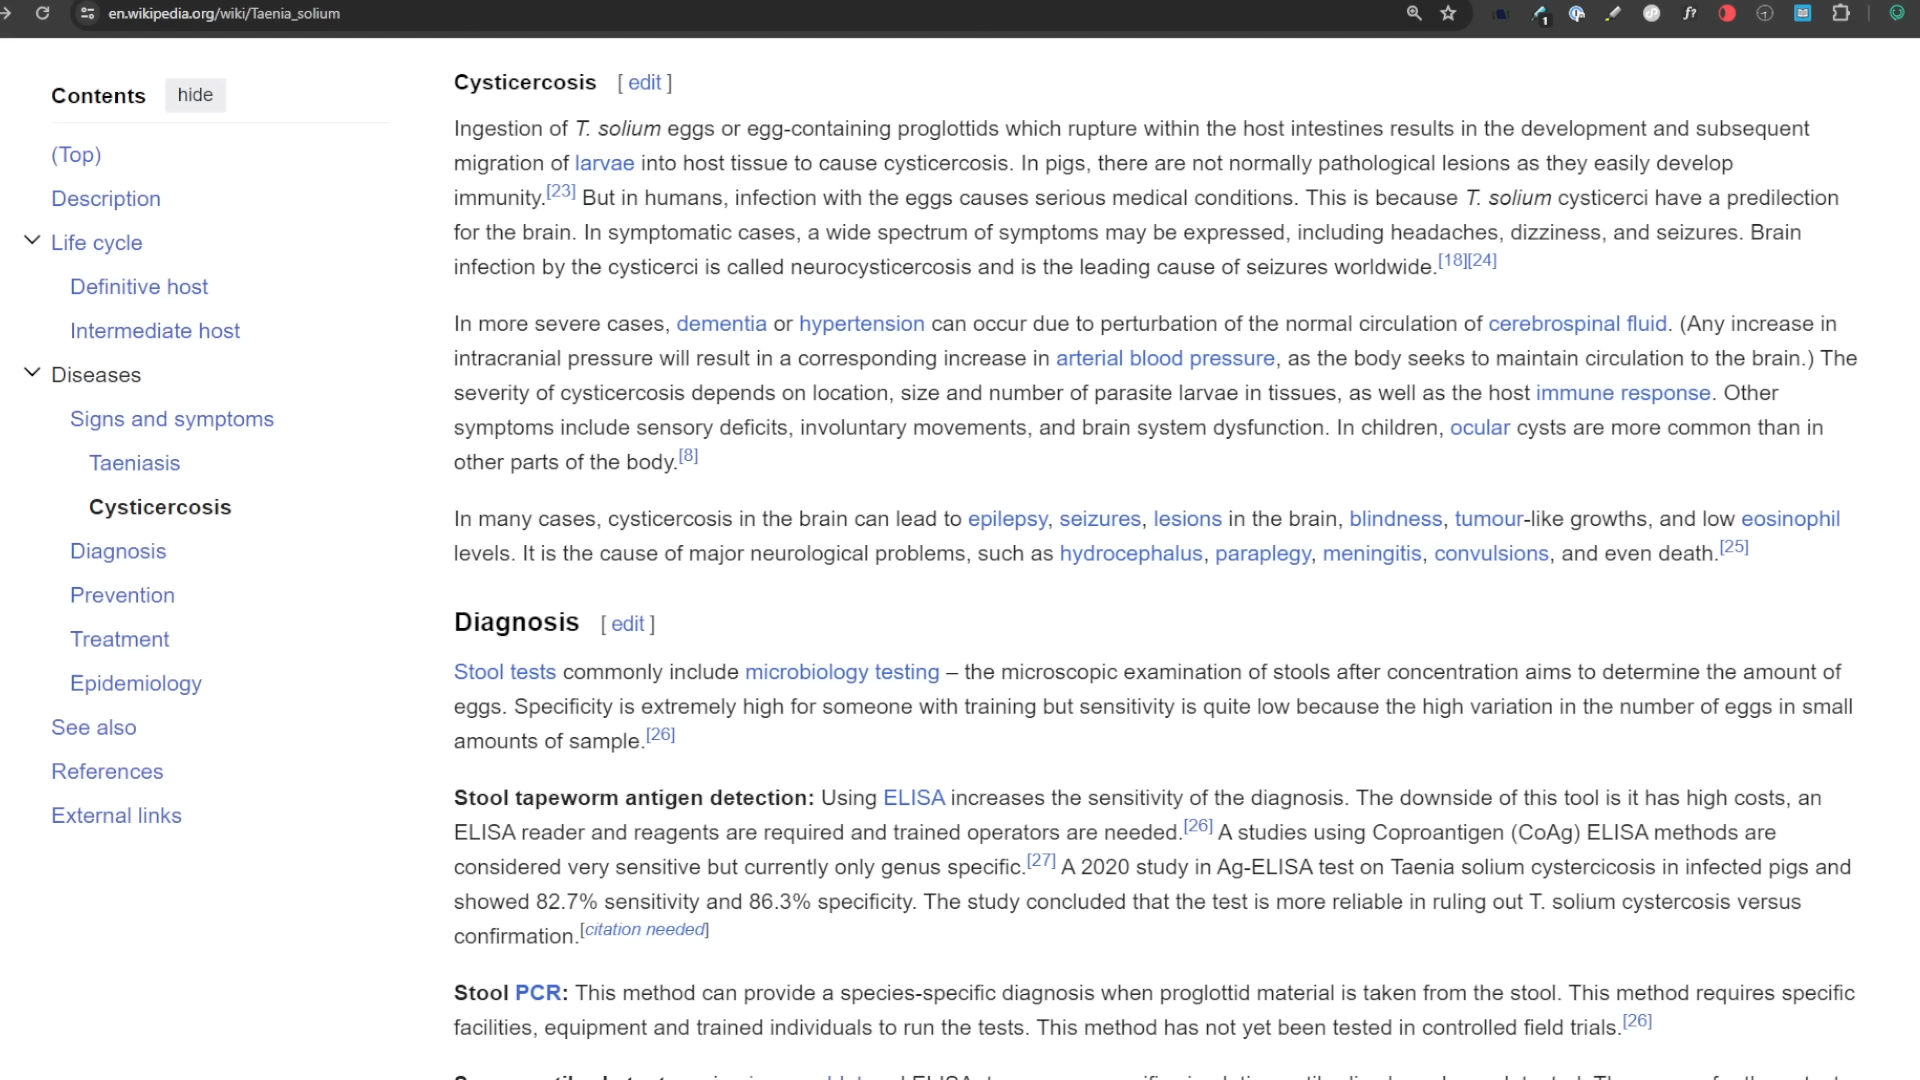 en.wikipedia.org/wiki/Taenia_solium
1
f?
Contents hide
(Top)
Description
Life cycle
Definitive host
Intermediate host
Diseases
Signs and symptoms
Taeniasis
Cysticercosis
Diagnosis
Prevention
Treatment
Epidemiology
See also
References
External links
Cysticercosis [ edit ]
Ingestion of T. solium eggs or egg-containing proglottids which rupture within the host intestines results in the development and subsequent
migration of larvae into host tissue to cause cysticercosis. In pigs, there are not normally pathological lesions as they easily develop
immunity.[23] But in humans, infection with the eggs causes serious medical conditions. This is because T. solium cysticerci have a predilection
for the brain. In symptomatic cases, a wide spectrum of symptoms may be expressed, including headaches, dizziness, and seizures. Brain
infection by the cysticerci is called neurocysticercosis and is the leading cause of seizures worldwide.[18][24]
In more severe cases, dementia or hypertension can occur due to perturbation of the normal circulation of cerebrospinal fluid. (Any increase in
intracranial pressure will result in a corresponding increase in arterial blood pressure, as the body seeks to maintain circulation to the brain.) The
severity of cysticercosis depends on location, size and number of parasite larvae in tissues, as well as the host immune response. Other
symptoms include sensory deficits, involuntary movements, and brain system dysfunction. In children, ocular cysts are more common than in
other parts of the body.[8]
In many cases, cysticercosis in the brain can lead to epilepsy, seizures, lesions in the brain, blindness, tumour-like growths, and low eosinophil
levels. It is the cause of major neurological problems, such as hydrocephalus, paraplegy, meningitis, convulsions, and even death.[25]
Diagnosis [ edit ]
Stool tests commonly include microbiology testing – the microscopic examination of stools after concentration aims to determine the amount of
eggs. Specificity is extremely high for someone with training but sensitivity is quite low because the high variation in the number of eggs in small
amounts of sample.[26]
Stool tapeworm antigen detection: Using ELISA increases the sensitivity of the diagnosis. The downside of this tool is it has high costs, an
ELISA reader and reagents are required and trained operators are needed.[26] A studies using Coproantigen (CoAg) ELISA methods are
considered very sensitive but currently only genus specific.[27] A 2020 study in Ag-ELISA test on Taenia solium cystercicosis in infected pigs and
showed 82.7% sensitivity and 86.3% specificity. The study concluded that the test is more reliable in ruling out T. solium cystercosis versus
confirmation.[citation needed]
Stool PCR: This method can provide a species-specific diagnosis when proglottid material is taken from the stool. This method requires specific
facilities, equipment and trained individuals to run the tests. This method has not yet been tested in controlled field trials.[26]